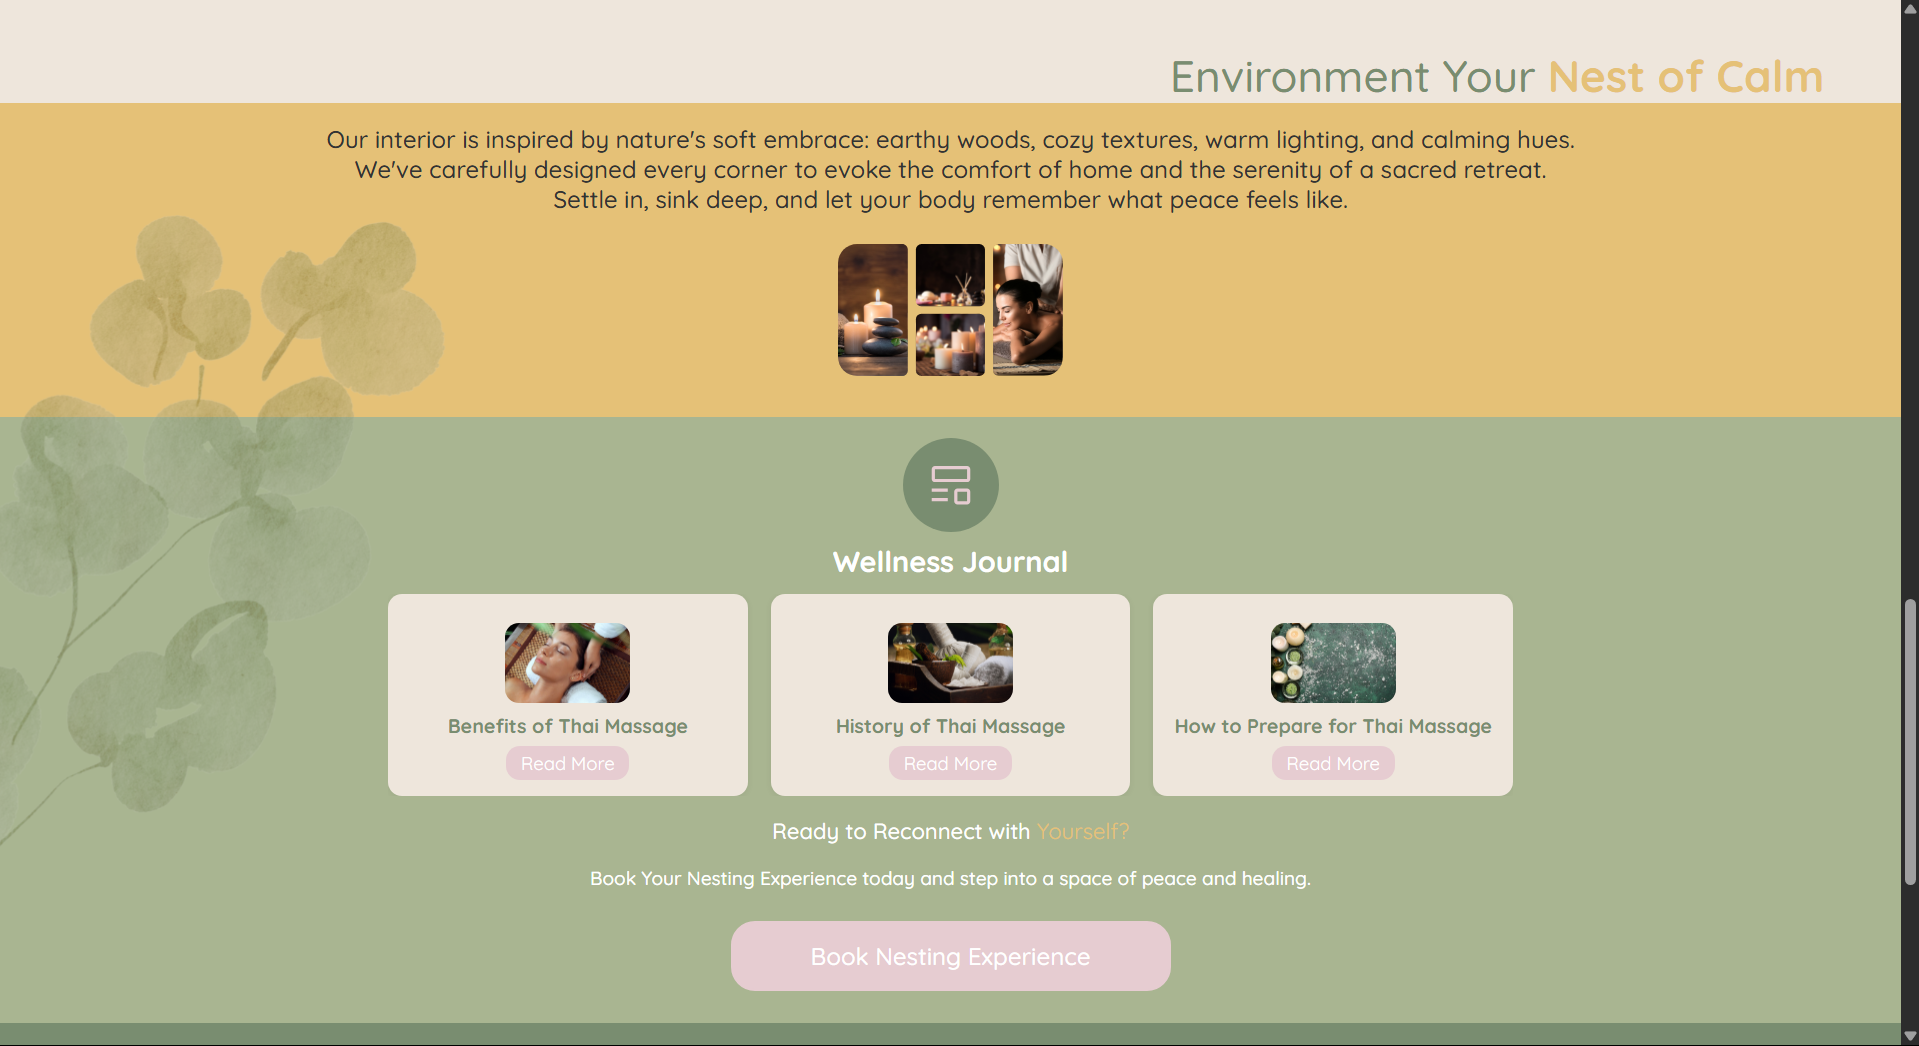 Environment Your Nest of Calm
Our interior is inspired by nature's soft embrace: earthy woods, cozy textures, warm lighting, and calming hues.
We've carefully designed every corner to evoke the comfort of home and the serenity of a sacred retreat.
Settle in, sink deep, and let your body remember what peace feels like.
Wellness Journal
Benefits of Thai Massage
Read More
History of Thai Massage
Read More
How to Prepare for Thai Massage
Read More
Ready to Reconnect with Yourself?
Book Your Nesting Experience today and step into a space of peace and healing.
Book Nesting Experience